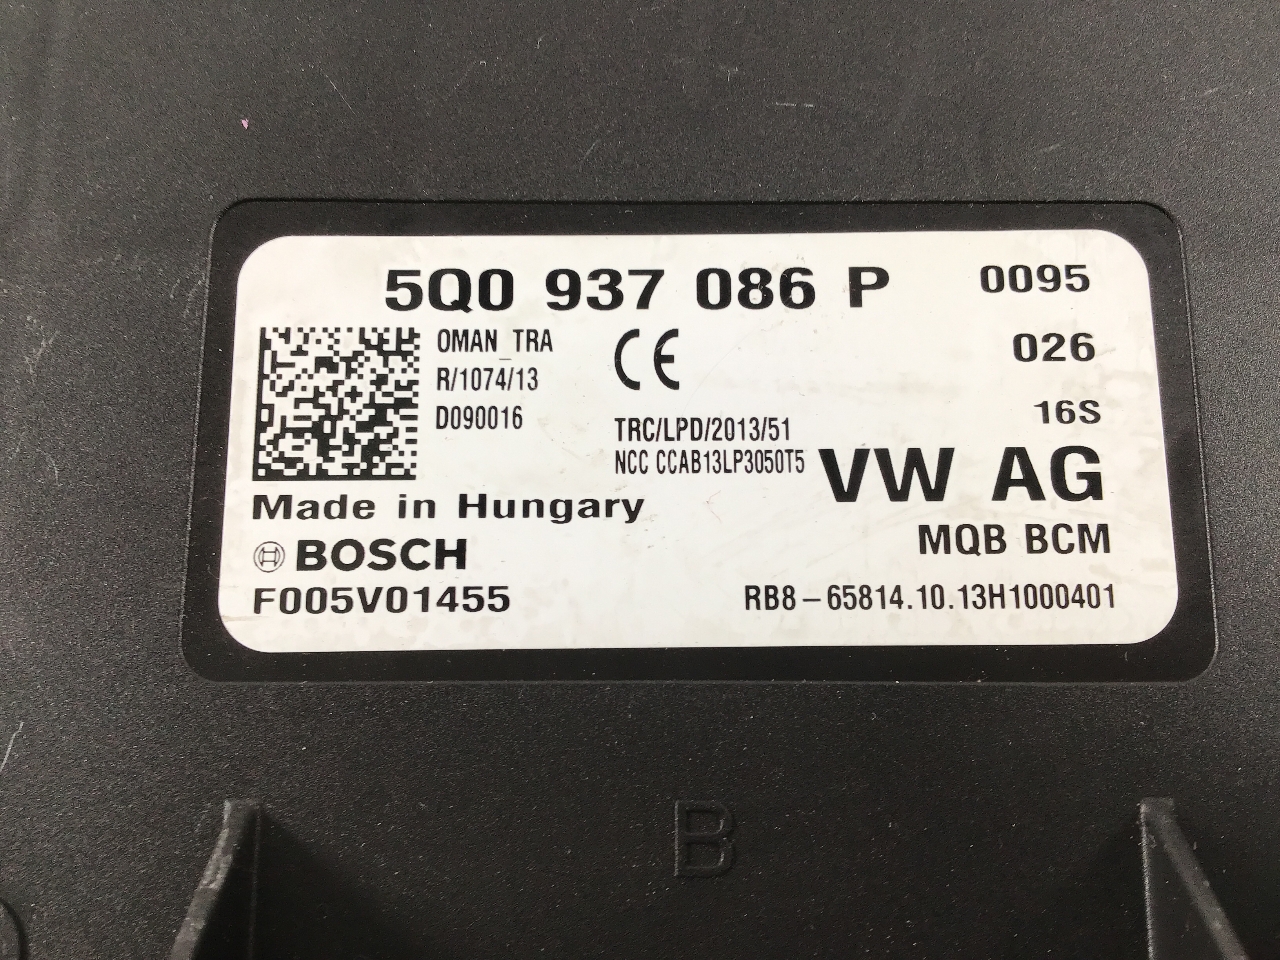 5Q0 937 086 P 0095
OMAN_TRA
R/1074/13
D090016
CE
026
16S
TRC/LPD/2013/51
NCC CCAB13LP3050T5
VW AG
Made in Hungary
MQB BCM
BOSCH
F005V01455
RB8-65814.10.13H1000401
B